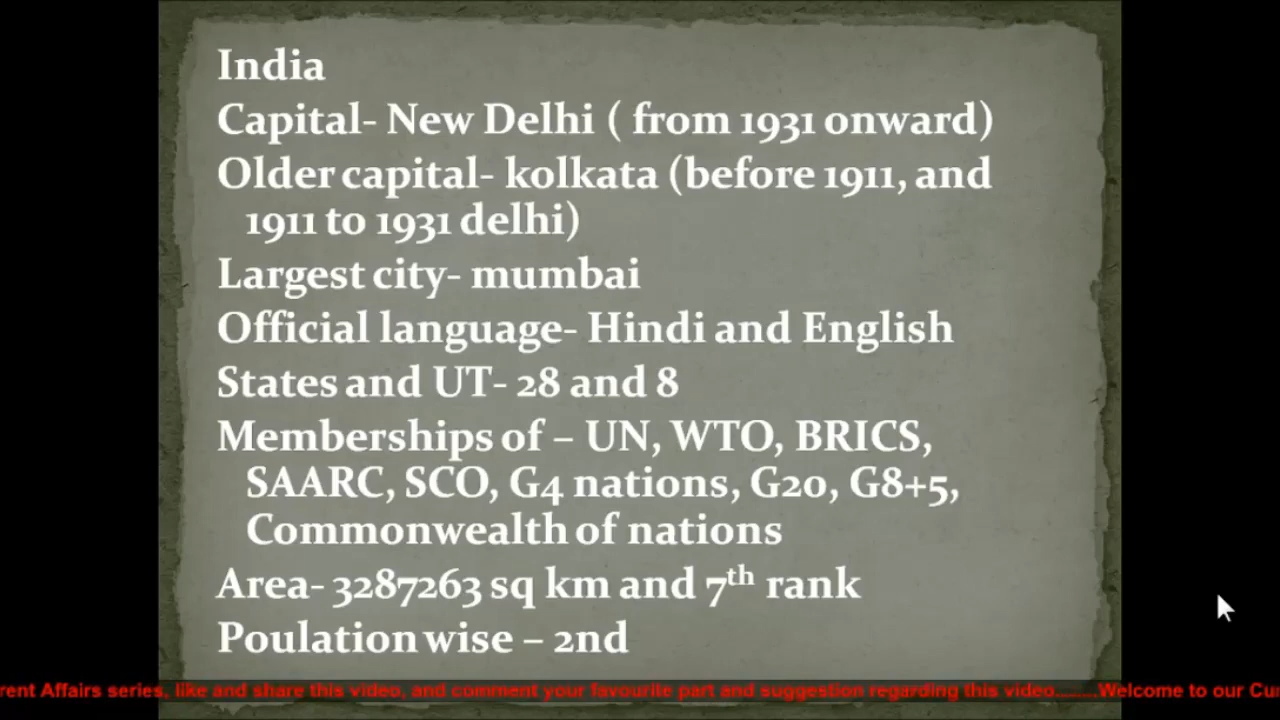 India
Capital- New Delhi ( from 1931 onward)
Older capital- kolkata (before 1911, and
1911 to 1931 delhi)
Largest city- mumbai
Official language- Hindi and English
States and UT- 28 and 8
Memberships of – UN, WTO, BRICS,
SAARC, SCO, G4 nations, G20, G8+5,
Commonwealth of nations
Area- 3287263 sq km and 7th rank
Poulation wise – 2nd
rent Affairs series, like and share this video, and comment your favourite part and suggestion regarding this video........Welcome to our Cu